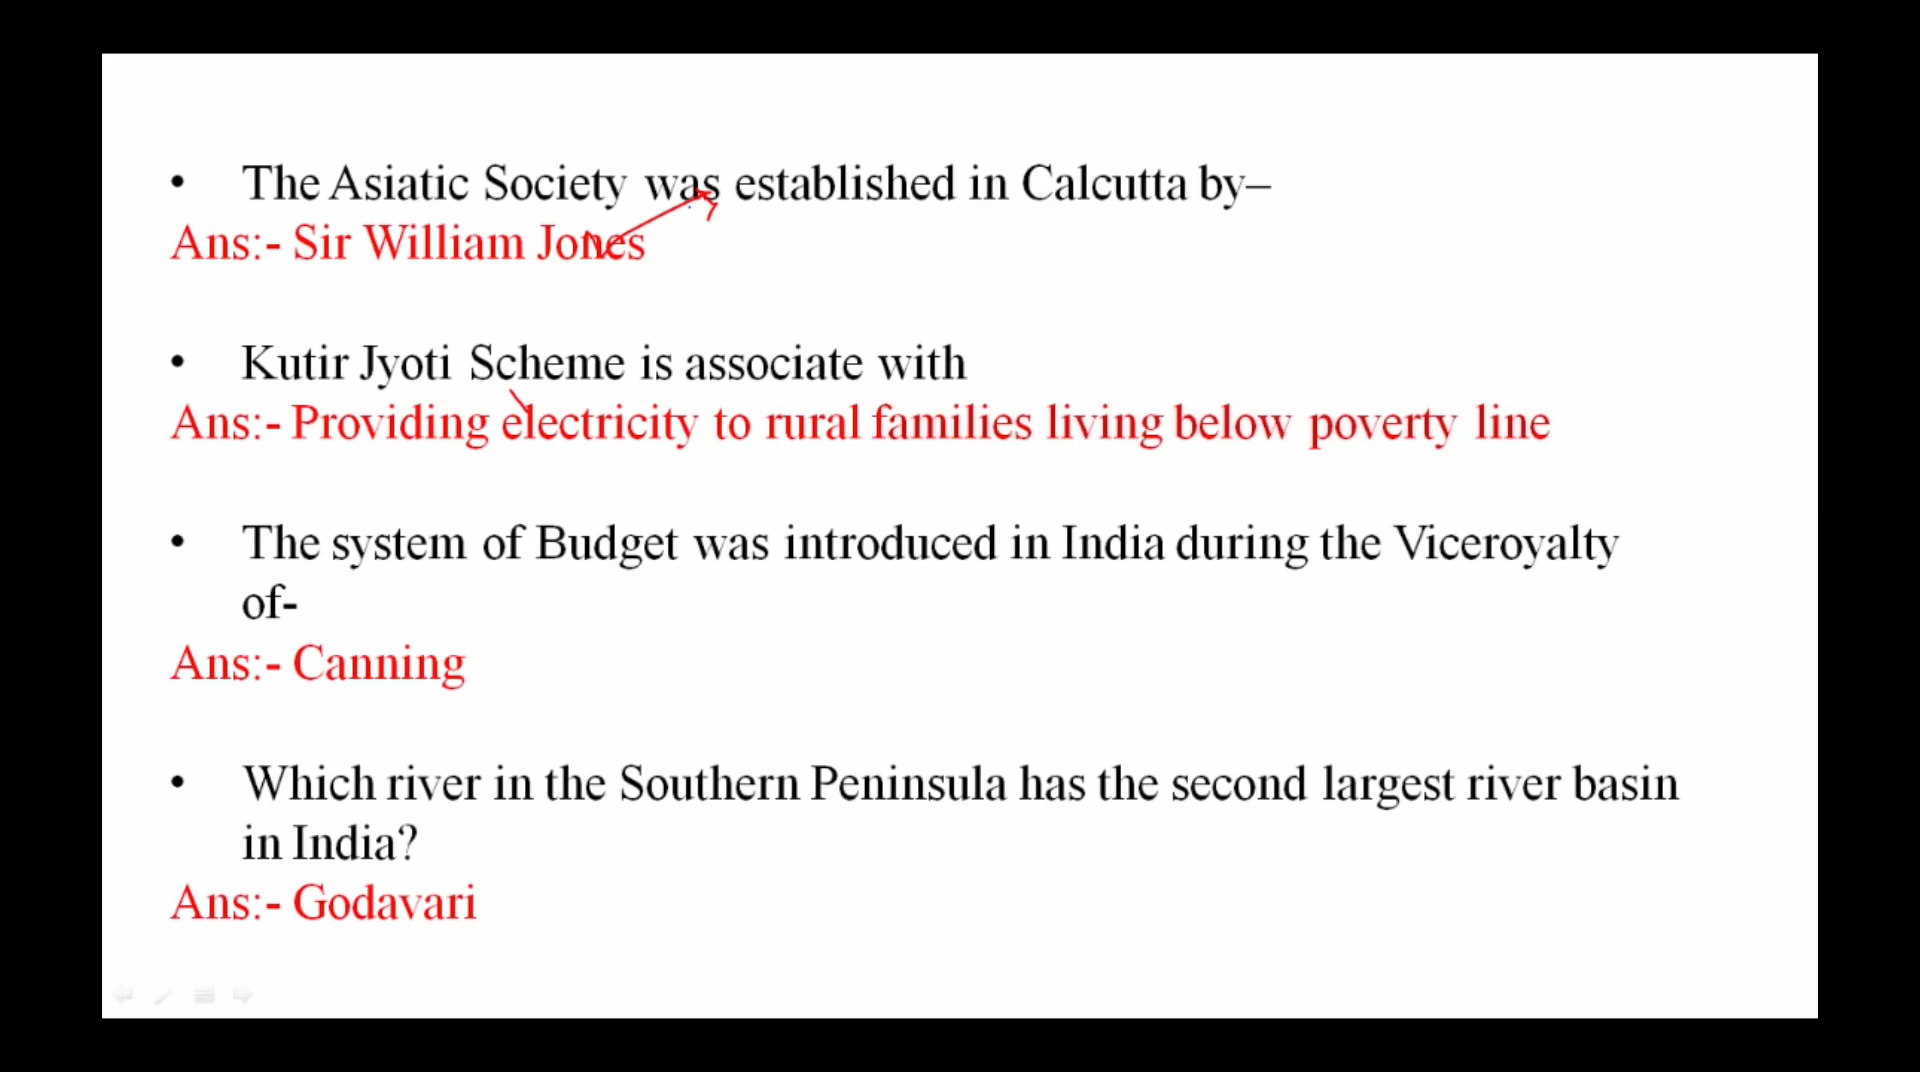 • The Asiatic Society was established in Calcutta by–
Ans:- Sir William Jones
• Kutir Jyoti Scheme is associate with
Ans:- Providing electricity to rural families living below poverty line
• The system of Budget was introduced in India during the Viceroyalty
of-
Ans:- Canning
• Which river in the Southern Peninsula has the second largest river basin
in India?
Ans:- Godavari